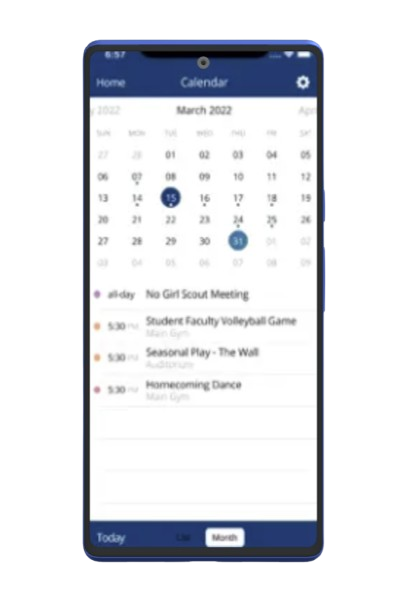 6:57
Home Calendar
y 2022 March 2022 Apri
SUN MON TUE WED THU FRI SAT
27 28 01 02 03 04 05
06 07 08 09 10 11 12
13 14 15 16 17 18 19
20 21 22 23 24 25 26
27 28 29 30 31 01 02
03 04 05 06 07 08 09
all-day No Girl Scout Meeting
5:30 PM Student Faculty Volleyball Game
Main Gym
5:30 PM Seasonal Play - The Wall
Auditorium
5:30 PM Homecoming Dance
Main Gym
Today List Month